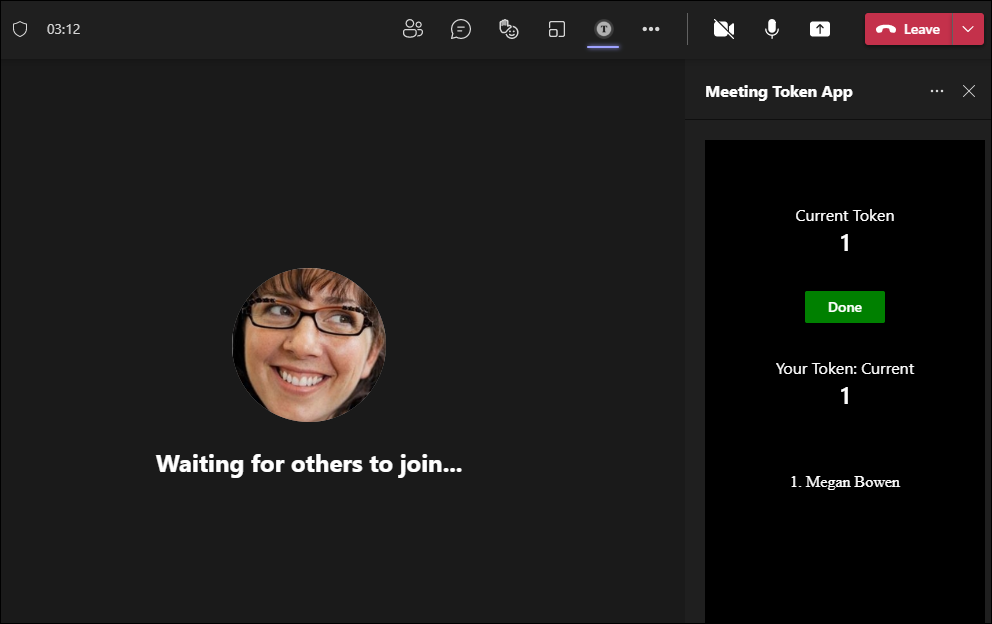 03:12
T
Leave
Meeting Token App
Current Token
1
Done
Your Token: Current
1
Waiting for others to join...
1. Megan Bowen